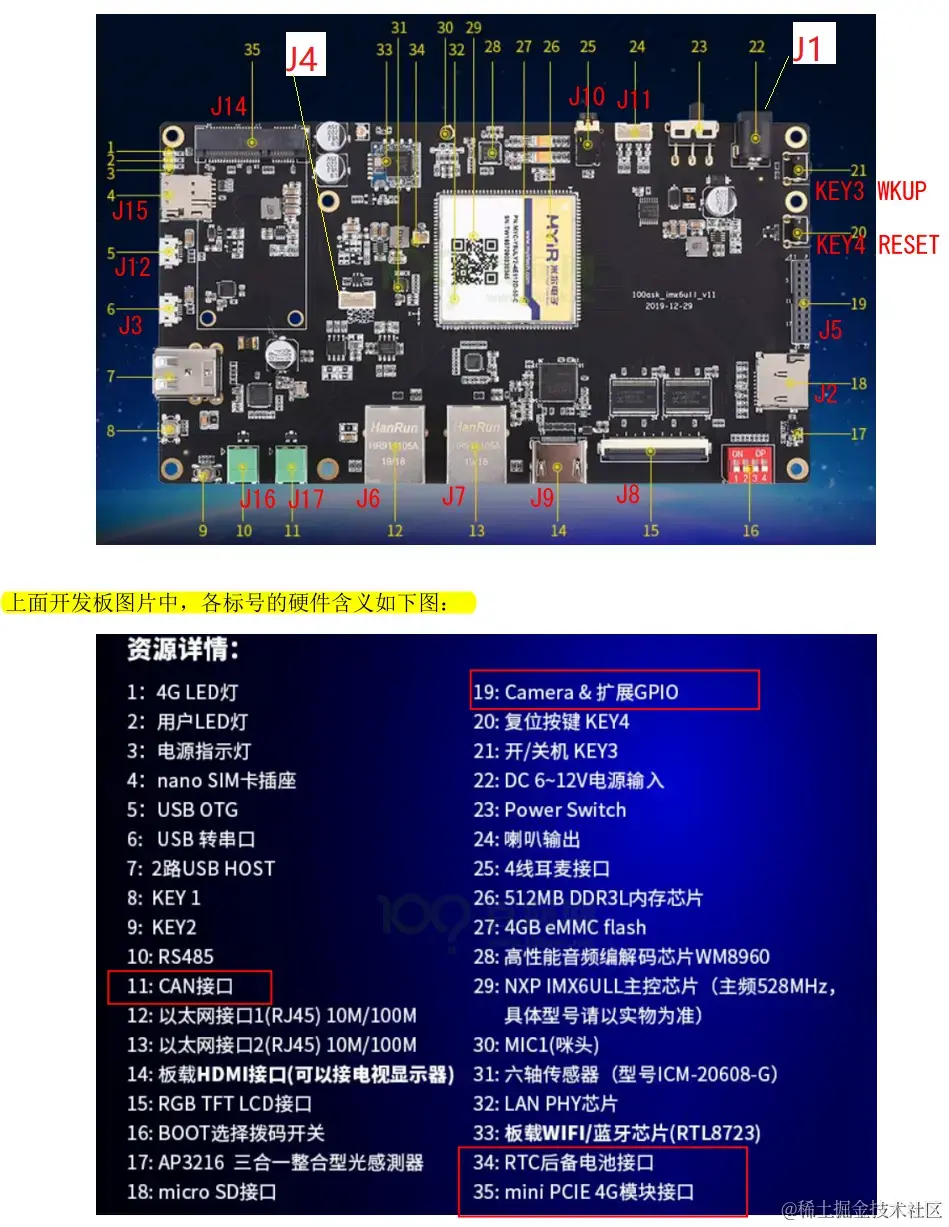 31
30
29
35
J4
33
32
34
28
27
26
25
24
23
22
J1
J14
J10
J11
1
2
3
4
J15
21
KEY3 WKUP
20
KEY4 RESET
5
J12
MYiR 米尔电子
100ask_imx6ull_v11
2019-12-29
6
J3
19
J5
7
18
J2
8
17
HanRun
HanRun
19/18
19/18
ON DP
1 2 3 4
J16
J17
J6
J7
J9
J8
9
10
11
12
13
14
15
16
上面开发板图片中，各标号的硬件含义如下图：
资源详情：
1：4G LED灯
2：用户LED灯
3：电源指示灯
4：nano SIM卡插座
5：USB OTG
6：USB 转串口
7: 2路USB HOST
8: KEY 1
9: KEY2
10: RS485
11: CAN接口
12: 以太网接口1(RJ45) 10M/100M
13: 以太网接口2(RJ45) 10M/100M
14: 板载HDMI接口(可以接电视显示器)
15: RGB TFT LCD接口
16: BOOT选择拨码开关
17: AP3216 三合一整合型光感测器
18: micro SD接口
19: Camera & 扩展GPIO
20: 复位按键 KEY4
21: 开/关机 KEY3
22: DC 6~12V电源输入
23: Power Switch
24: 喇叭输出
25: 4线耳麦接口
26: 512MB DDR3L内存芯片
27: 4GB eMMC flash
28: 高性能音频编解码芯片WM8960
29: NXP IMX6ULL主控芯片（主频528MHz，
具体型号请以实物为准）
30: MIC1(咪头)
31: 六轴传感器（型号ICM-20608-G）
32: LAN PHY芯片
33: 板载WIFI/蓝牙芯片(RTL8723)
34: RTC后备电池接口
35: mini PCIE 4G模块接口
@稀土掘金技术社区